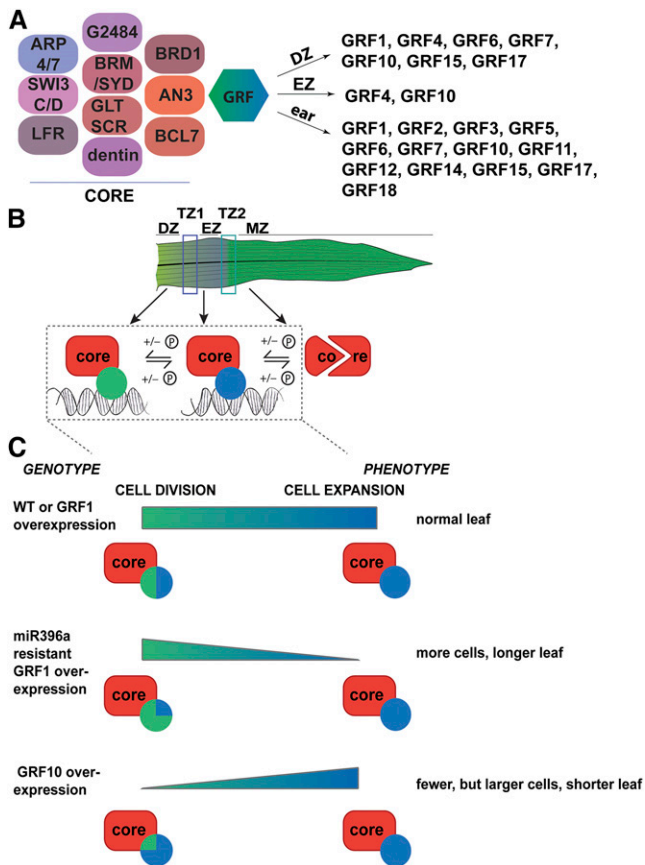 A
ARP
4/7
SWI3
C/D
LFR
G2484
BRM
/SYD
GLT
SCR
dentin
BRD1
AN3
BCL7
CORE
GRF
DZ
GRF1, GRF4, GRF6, GRF7,
GRF10, GRF15, GRF17
EZ
GRF4, GRF10
ear
GRF1, GRF2, GRF3, GRF5,
GRF6, GRF7, GRF10, GRF11,
GRF12, GRF14, GRF15, GRF17,
GRF18
B
TZ1 TZ2
DZ EZ MZ
+/– P +/– P
core core core
+/– P +/– P
C
GENOTYPE PHENOTYPE
CELL DIVISION CELL EXPANSION
WT or GRF1
overexpression
normal leaf
core core
miR396a
resistant
GRF1 over-
expression
more cells, longer leaf
core core
GRF10 over-
expression
fewer, but larger cells, shorter leaf
core core